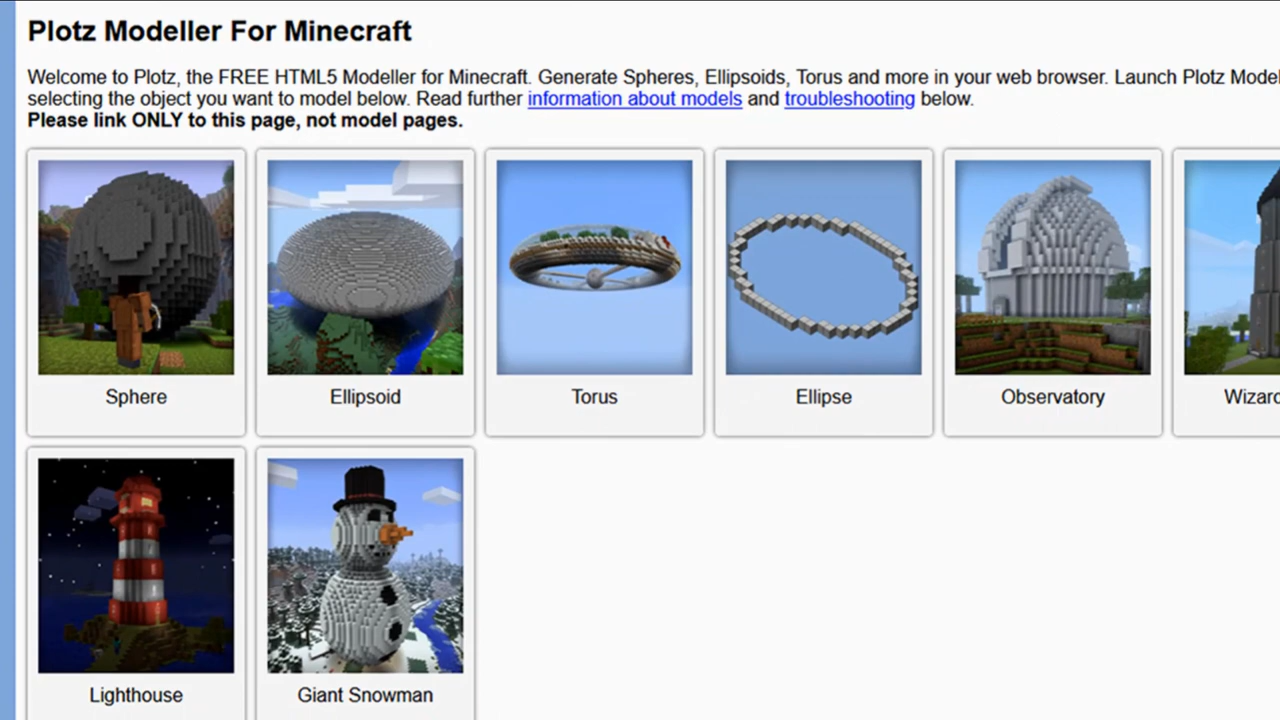 Plotz Modeller For Minecraft
Welcome to Plotz, the FREE HTML5 Modeller for Minecraft. Generate Spheres, Ellipsoids, Torus and more in your web browser. Launch Plotz Model
selecting the object you want to model below. Read further information about models and troubleshooting below.
Please link ONLY to this page, not model pages.
Sphere
Ellipsoid
Torus
Ellipse
Observatory
Wizard
Lighthouse
Giant Snowman